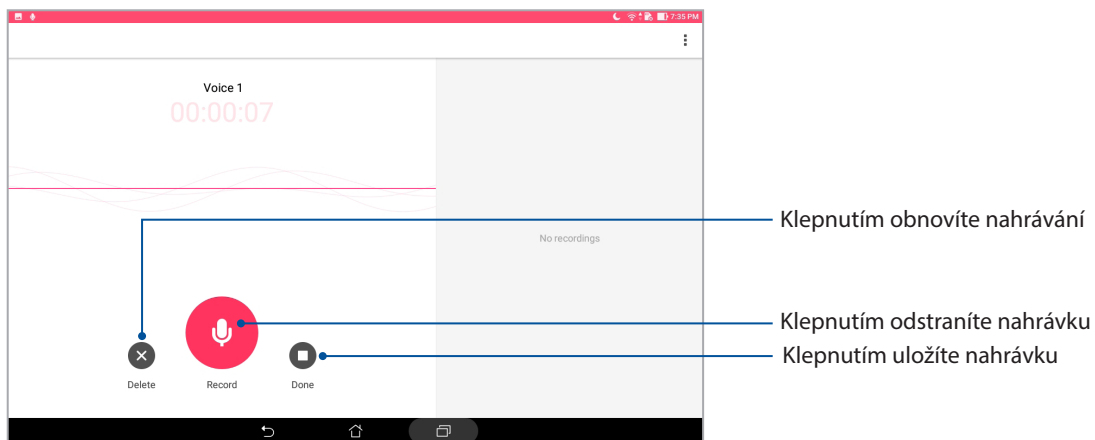 7:35 PM
Voice 1
00:00:07
No recordings
Klepnutím obnovíte nahrávání
Klepnutím odstraníte nahrávku
Klepnutím uložíte nahrávku
Delete
Record
Done